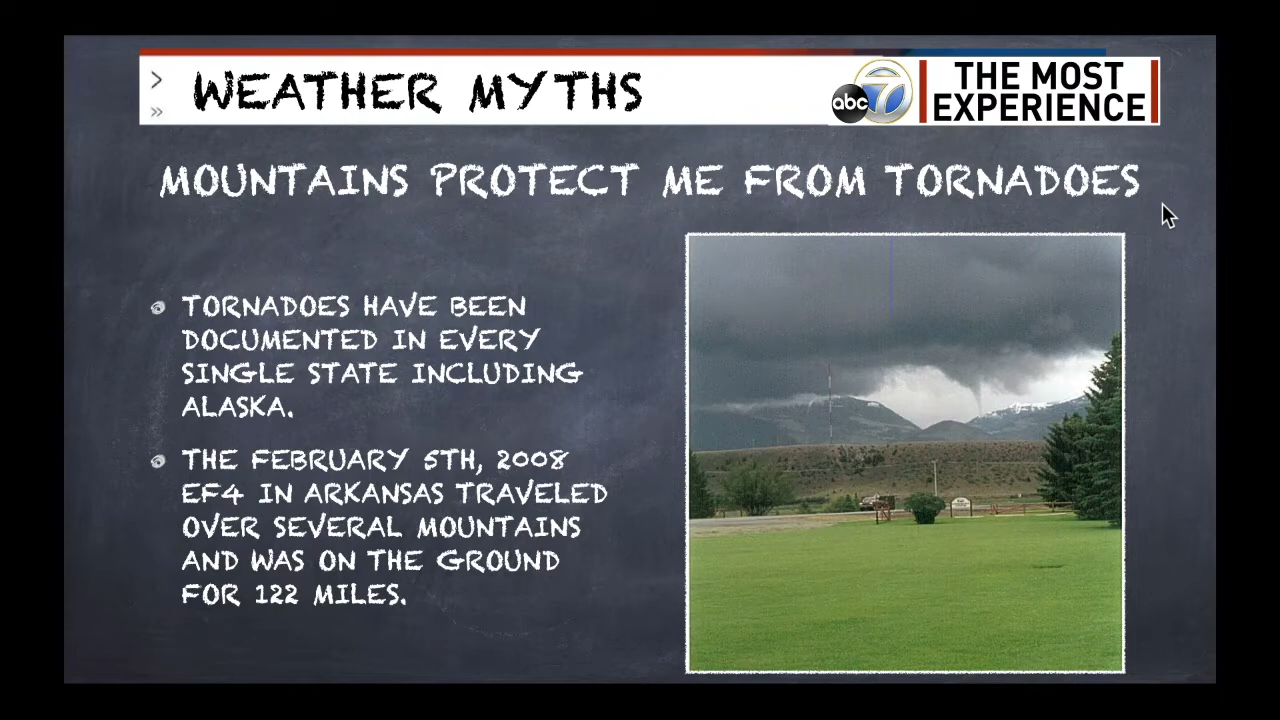 WEATHER MYTHS
abc 7
THE MOST
EXPERIENCE
MOUNTAINS PROTECT ME FROM TORNADOES
TORNADOES HAVE BEEN
DOCUMENTED IN EVERY
SINGLE STATE INCLUDING
ALASKA.
THE FEBRUARY 5TH, 2008
EF4 IN ARKANSAS TRAVELED
OVER SEVERAL MOUNTAINS
AND WAS ON THE GROUND
FOR 122 MILES.